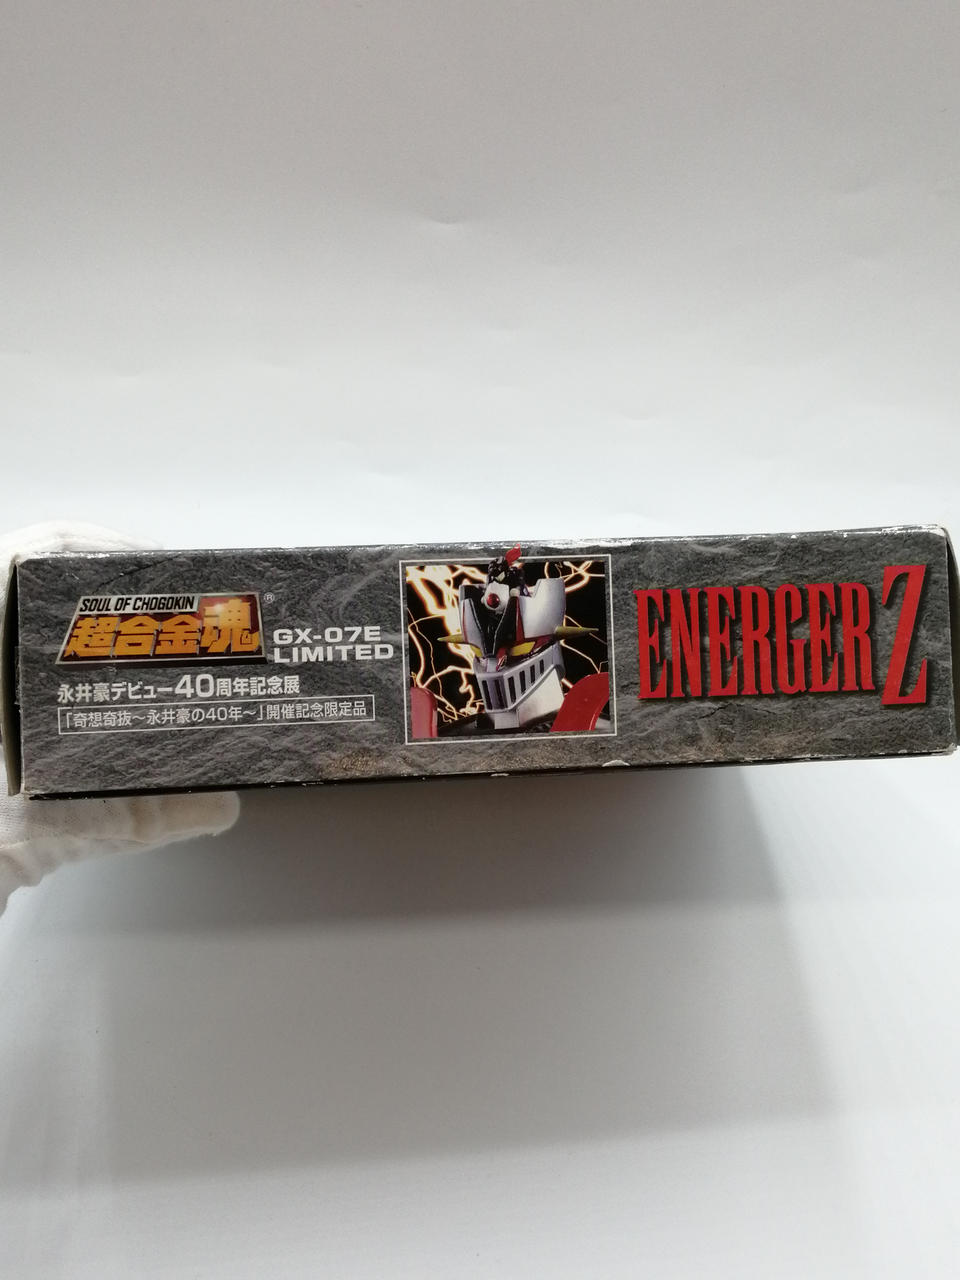 SOUL OF CHOGOKIN
超合金魂®
GX-07E
LIMITED
永井豪デビュー40周年記念展
「奇想奇抜〜永井豪の40年〜」開催記念限定品
ENERGER Z